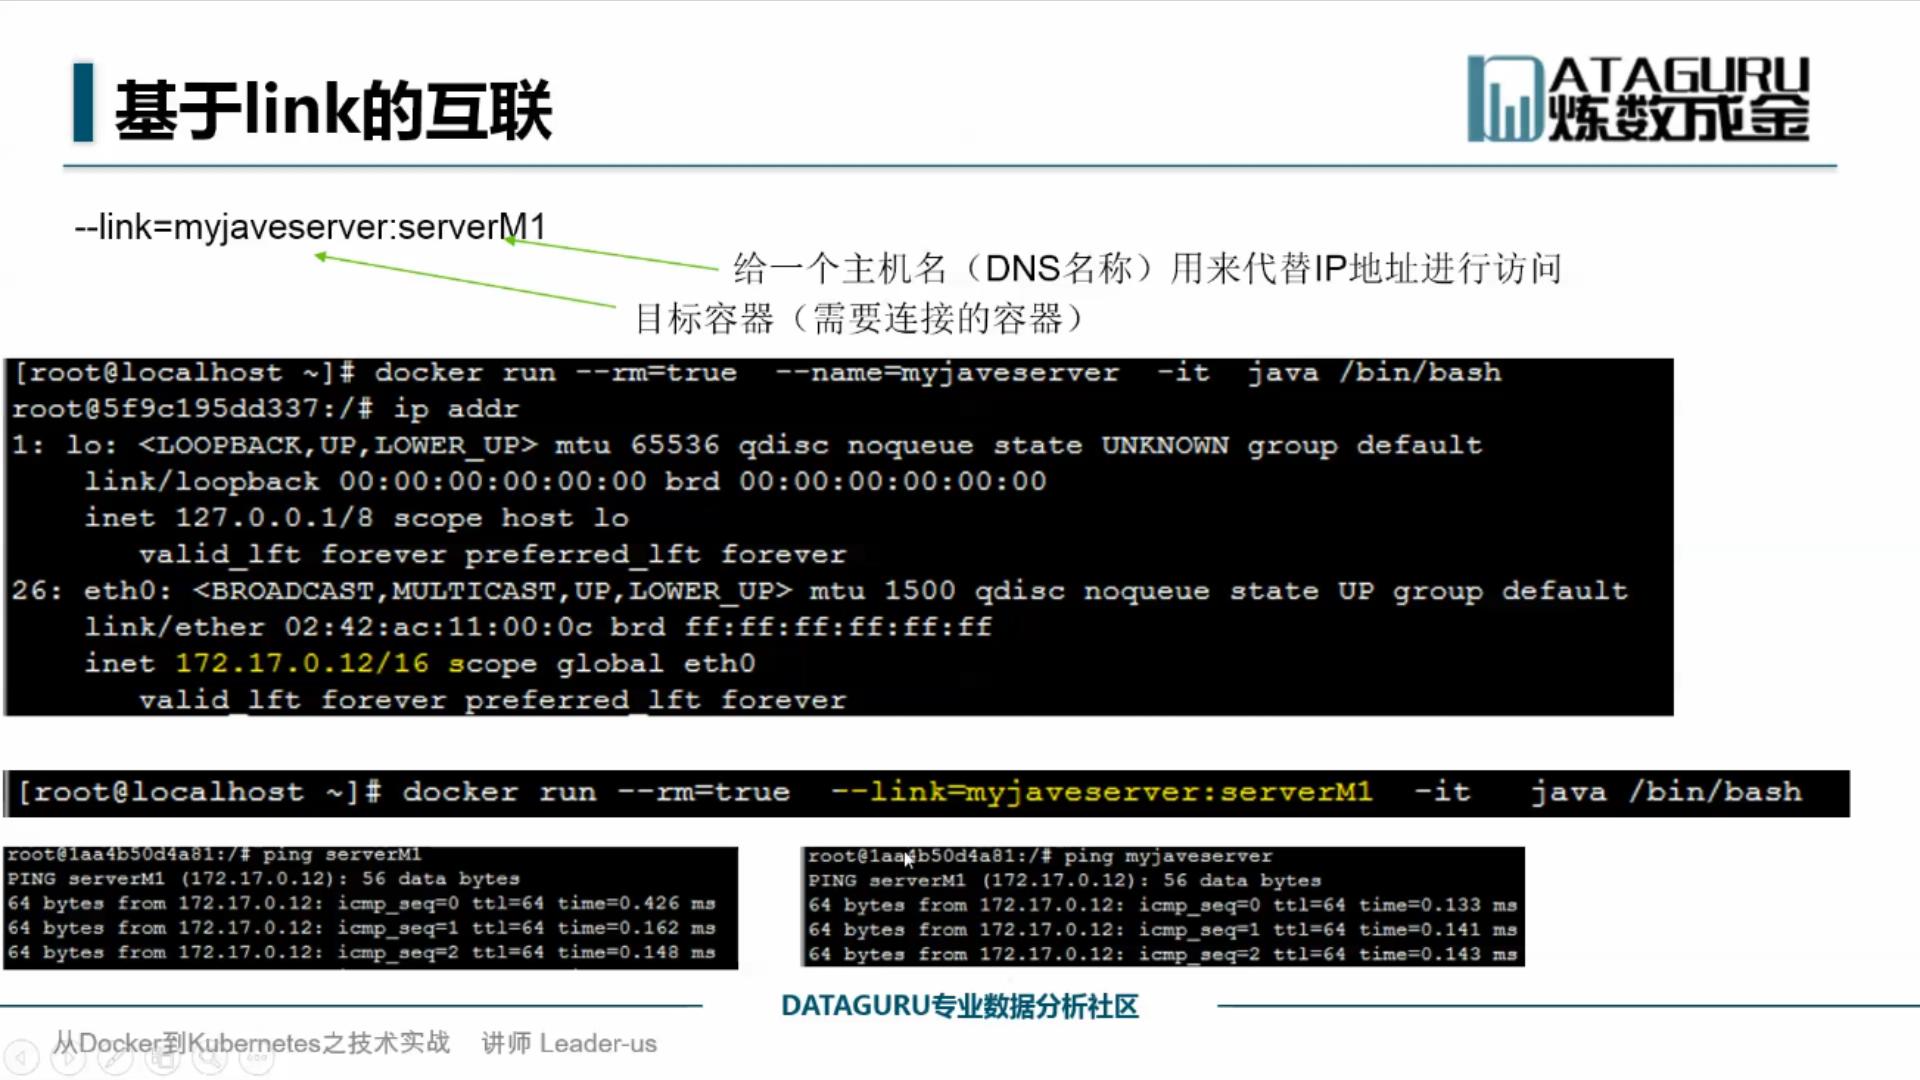 基于link的互联
DATAGURU
炼数成金
--link=myjaveserver:serverM1
给一个主机名（DNS名称）用来代替IP地址进行访问
目标容器（需要连接的容器）
[root@localhost ~]# docker run --rm=true  --name=myjaveserver  -it  java /bin/bash
root@5f9c195dd337:/# ip addr
1: lo: <LOOPBACK,UP,LOWER_UP> mtu 65536 qdisc noqueue state UNKNOWN group default
link/loopback 00:00:00:00:00:00 brd 00:00:00:00:00:00
inet 127.0.0.1/8 scope host lo
valid_lft forever preferred_lft forever
26: eth0: <BROADCAST,MULTICAST,UP,LOWER_UP> mtu 1500 qdisc noqueue state UP group default
link/ether 02:42:ac:11:00:0c brd ff:ff:ff:ff:ff:ff
inet 172.17.0.12/16 scope global eth0
valid_lft forever preferred_lft forever
[root@localhost ~]# docker run --rm=true  --link=myjaveserver:serverM1  -it   java /bin/bash
root@1aa4b50d4a81:/# ping serverM1
PING serverM1 (172.17.0.12): 56 data bytes
64 bytes from 172.17.0.12: icmp_seq=0 ttl=64 time=0.426 ms
64 bytes from 172.17.0.12: icmp_seq=1 ttl=64 time=0.162 ms
64 bytes from 172.17.0.12: icmp_seq=2 ttl=64 time=0.148 ms
root@1aa4b50d4a81:/# ping myjaveserver
PING serverM1 (172.17.0.12): 56 data bytes
64 bytes from 172.17.0.12: icmp_seq=0 ttl=64 time=0.133 ms
64 bytes from 172.17.0.12: icmp_seq=1 ttl=64 time=0.141 ms
64 bytes from 172.17.0.12: icmp_seq=2 ttl=64 time=0.143 ms
DATAGURU专业数据分析社区
从Docker到Kubernetes之技术实战 讲师 Leader-us